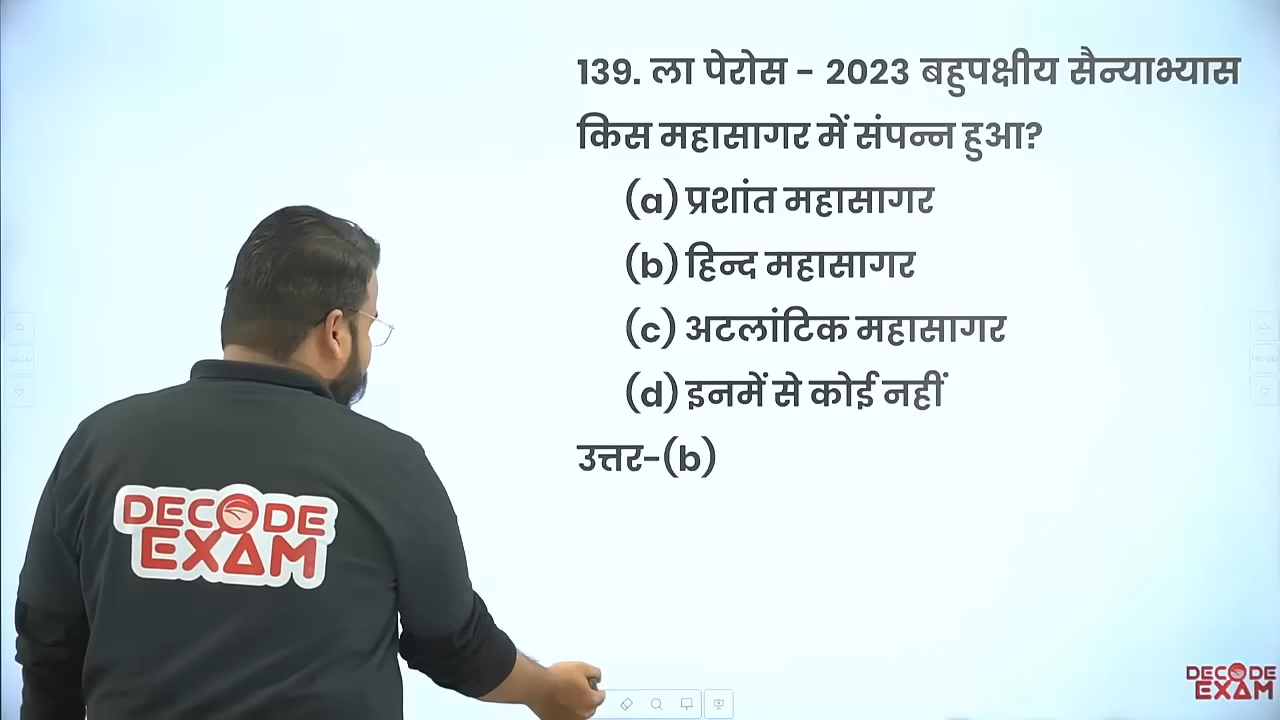 139. ला पेरोस - 2023 बहुपक्षीय सैन्याभ्यास
किस महासागर में संपन्न हुआ?
(a) प्रशांत महासागर
(b) हिन्द महासागर
(c) अटलांटिक महासागर
(d) इनमें से कोई नहीं
उत्तर-(b)
DECODE
EXAM
DECODE
EXAM